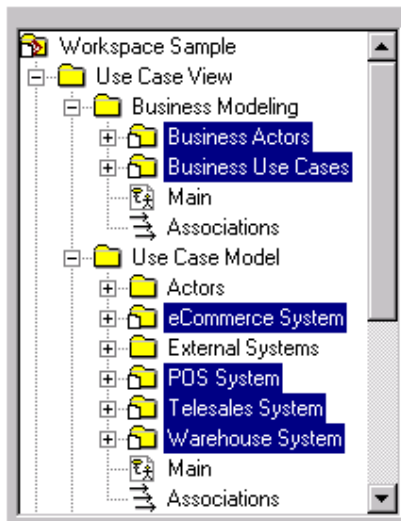 Workspace Sample
Use Case View
Business Modeling
Business Actors
Business Use Cases
Main
Associations
Use Case Model
Actors
eCommerce System
External Systems
POS System
Telesales System
Warehouse System
Main
Associations